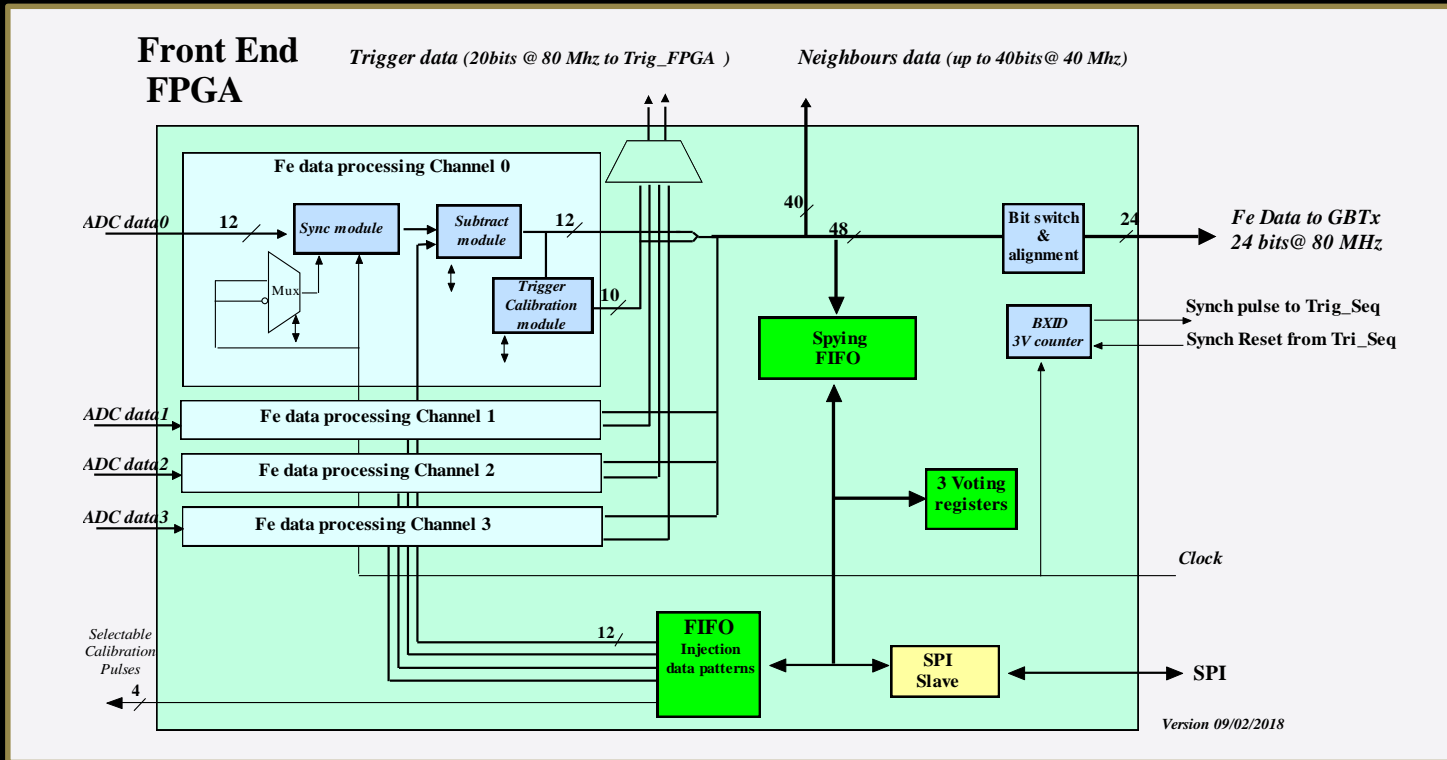 Front End
FPGA
Trigger data (20bits @ 80 Mhz to Trig_FPGA )
Neighbours data (up to 40bits@ 40 Mhz)
Fe data processing Channel 0
ADC data0
12
Sync module
Subtract
module
12
Mux
Trigger
Calibration
module
10
40
48
Bit switch
&
alignment
24
Fe Data to GBTx
24 bits@ 80 MHz
Spying
FIFO
BXID
3V counter
Synch pulse to Trig_Seq
Synch Reset from Tri_Seq
ADC data1
Fe data processing Channel 1
ADC data2
Fe data processing Channel 2
ADC data3
Fe data processing Channel 3
3 Voting
registers
Clock
Selectable
Calibration
Pulses
4
12
FIFO
Injection
data patterns
SPI
Slave
SPI
Version 09/02/2018